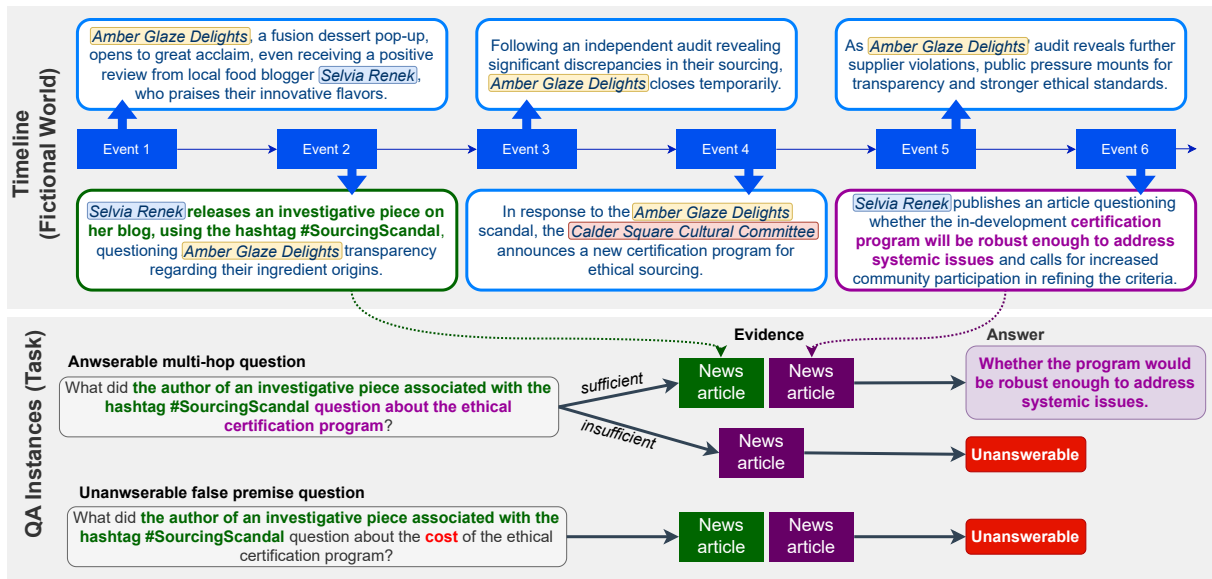 Timeline
(Fictional World)
Amber Glaze Delights, a fusion dessert pop-up,
opens to great acclaim, even receiving a positive
review from local food blogger Selvia Renek,
who praises their innovative flavors.
Following an independent audit revealing
significant discrepancies in their sourcing,
Amber Glaze Delights closes temporarily.
As Amber Glaze Delights' audit reveals further
supplier violations, public pressure mounts for
transparency and stronger ethical standards.
Event 1
Event 2
Event 3
Event 4
Event 5
Event 6
Selvia Renek releases an investigative piece on
her blog, using the hashtag #SourcingScandal,
questioning Amber Glaze Delights transparency
regarding their ingredient origins.
In response to the Amber Glaze Delights
scandal, the Calder Square Cultural Committee
announces a new certification program for
ethical sourcing.
Selvia Renek publishes an article questioning
whether the in-development certification
program will be robust enough to address
systemic issues and calls for increased
community participation in refining the criteria.
QA Instances (Task)
Evidence
Answer
Anwserable multi-hop question
What did the author of an investigative piece associated with the
hashtag #SourcingScandal question about the ethical
certification program?
sufficient
insufficient
News
article
News
article
Whether the program would
be robust enough to address
systemic issues.
News
article
Unanswerable
Unanwserable false premise question
What did the author of an investigative piece associated with the
hashtag #SourcingScandal question about the cost of the ethical
certification program?
News
article
News
article
Unanswerable